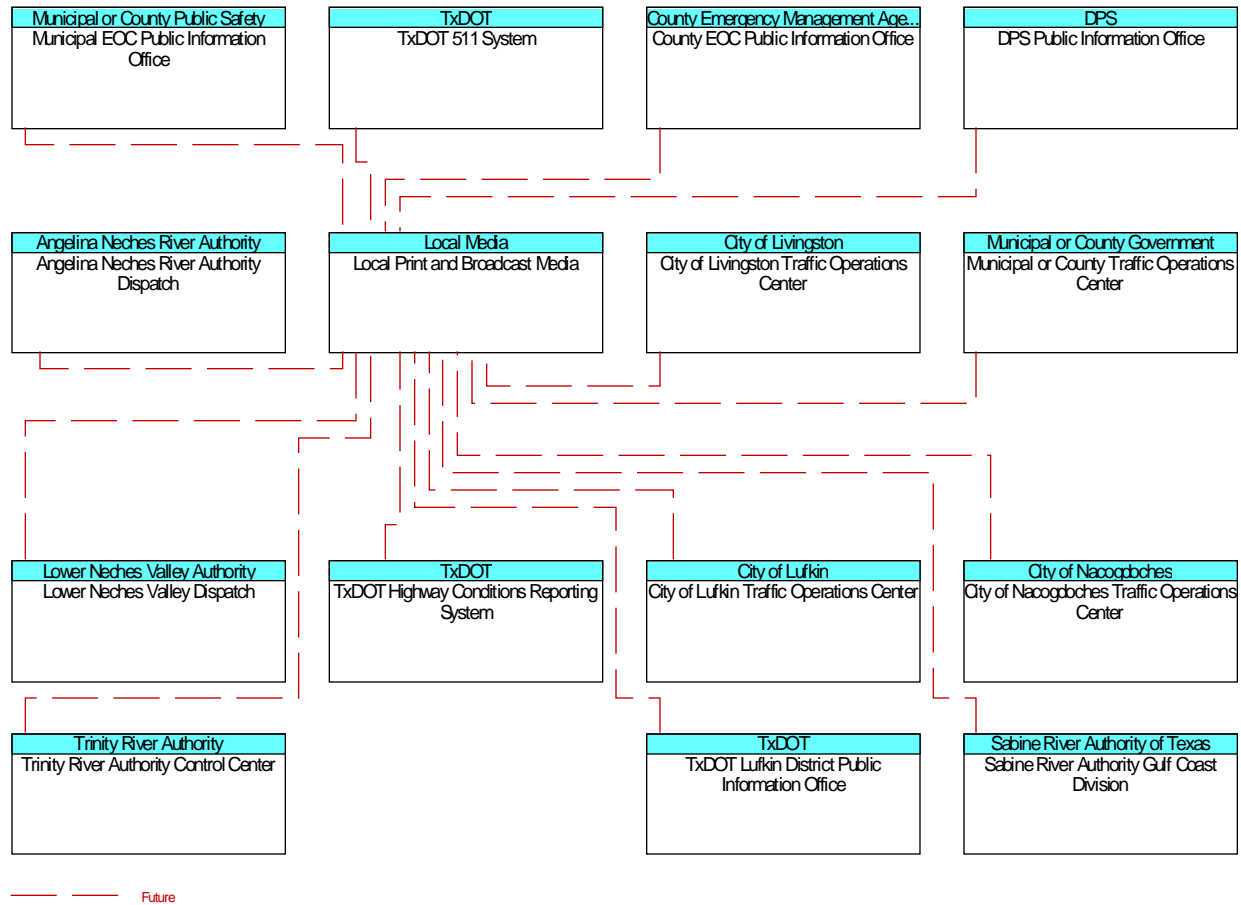 Municipal or County Public Safety
Municipal EOC Public Information
Office
TxDOT
TxDOT 511 System
County Emergency Management Age...
County EOC Public Information Office
DPS
DPS Public Information Office
Angelina Neches River Authority
Angelina Neches River Authority
Dispatch
Local Media
Local Print and Broadcast Media
City of Livingston
City of Livingston Traffic Operations
Center
Municipal or County Government
Municipal or County Traffic Operations
Center
Lower Neches Valley Authority
Lower Neches Valley Dispatch
TxDOT
TxDOT Highway Conditions Reporting
System
City of Lufkin
City of Lufkin Traffic Operations Center
City of Nacogdoches
City of Nacogdoches Traffic Operations
Center
Trinity River Authority
Trinity River Authority Control Center
TxDOT
TxDOT Lufkin District Public
Information Office
Sabine River Authority of Texas
Sabine River Authority Gulf Coast
Division
Future